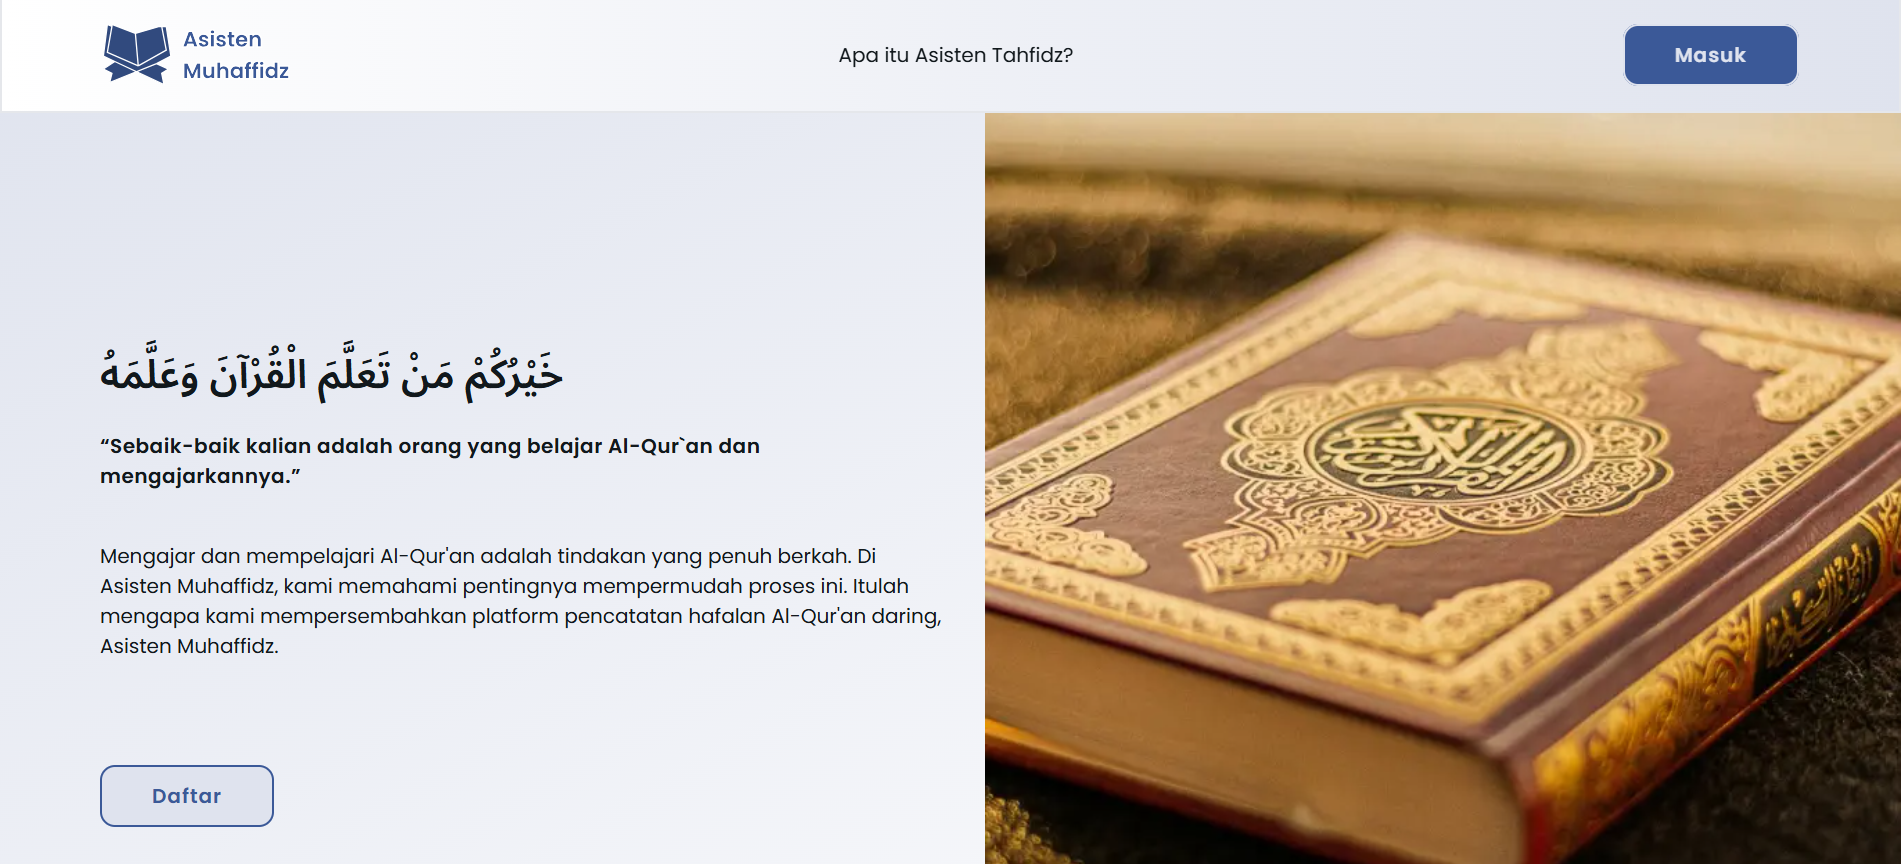 Asisten
Muhaffidz
Apa itu Asisten Tahfidz?
Masuk
خَيْرُكُمْ مَنْ تَعَلَّمَ الْقُرْآنَ وَعَلَّمَهُ
“Sebaik-baik kalian adalah orang yang belajar Al-Qur`an dan
mengajarkannya.”
Mengajar dan mempelajari Al-Qur'an adalah tindakan yang penuh berkah. Di
Asisten Muhaffidz, kami memahami pentingnya mempermudah proses ini. Itulah
mengapa kami mempersembahkan platform pencatatan hafalan Al-Qur'an daring,
Asisten Muhaffidz.
Daftar
القرآن الكريم